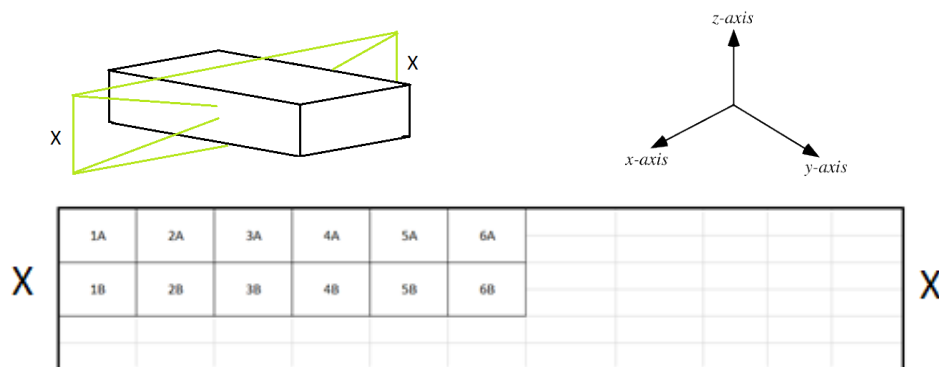 z-axis
X
X
x-axis
y-axis
1A 2A 3A 4A 5A 6A
X X
1B 2B 3B 4B 5B 6B